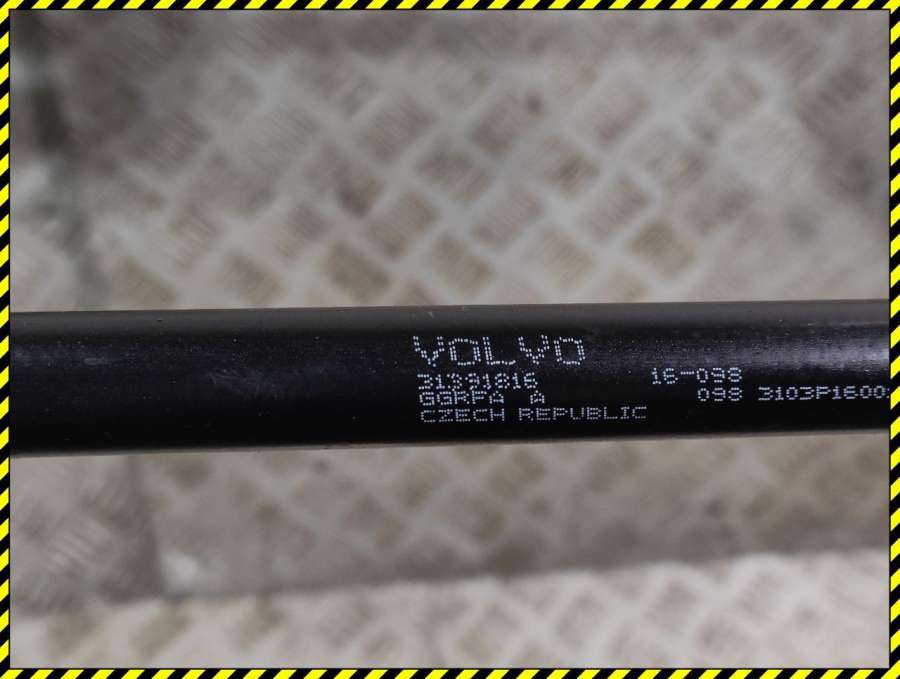 VOLVO
31391816 16-098
GGRFA A 098 3103P1600
CZECH REPUBLIC